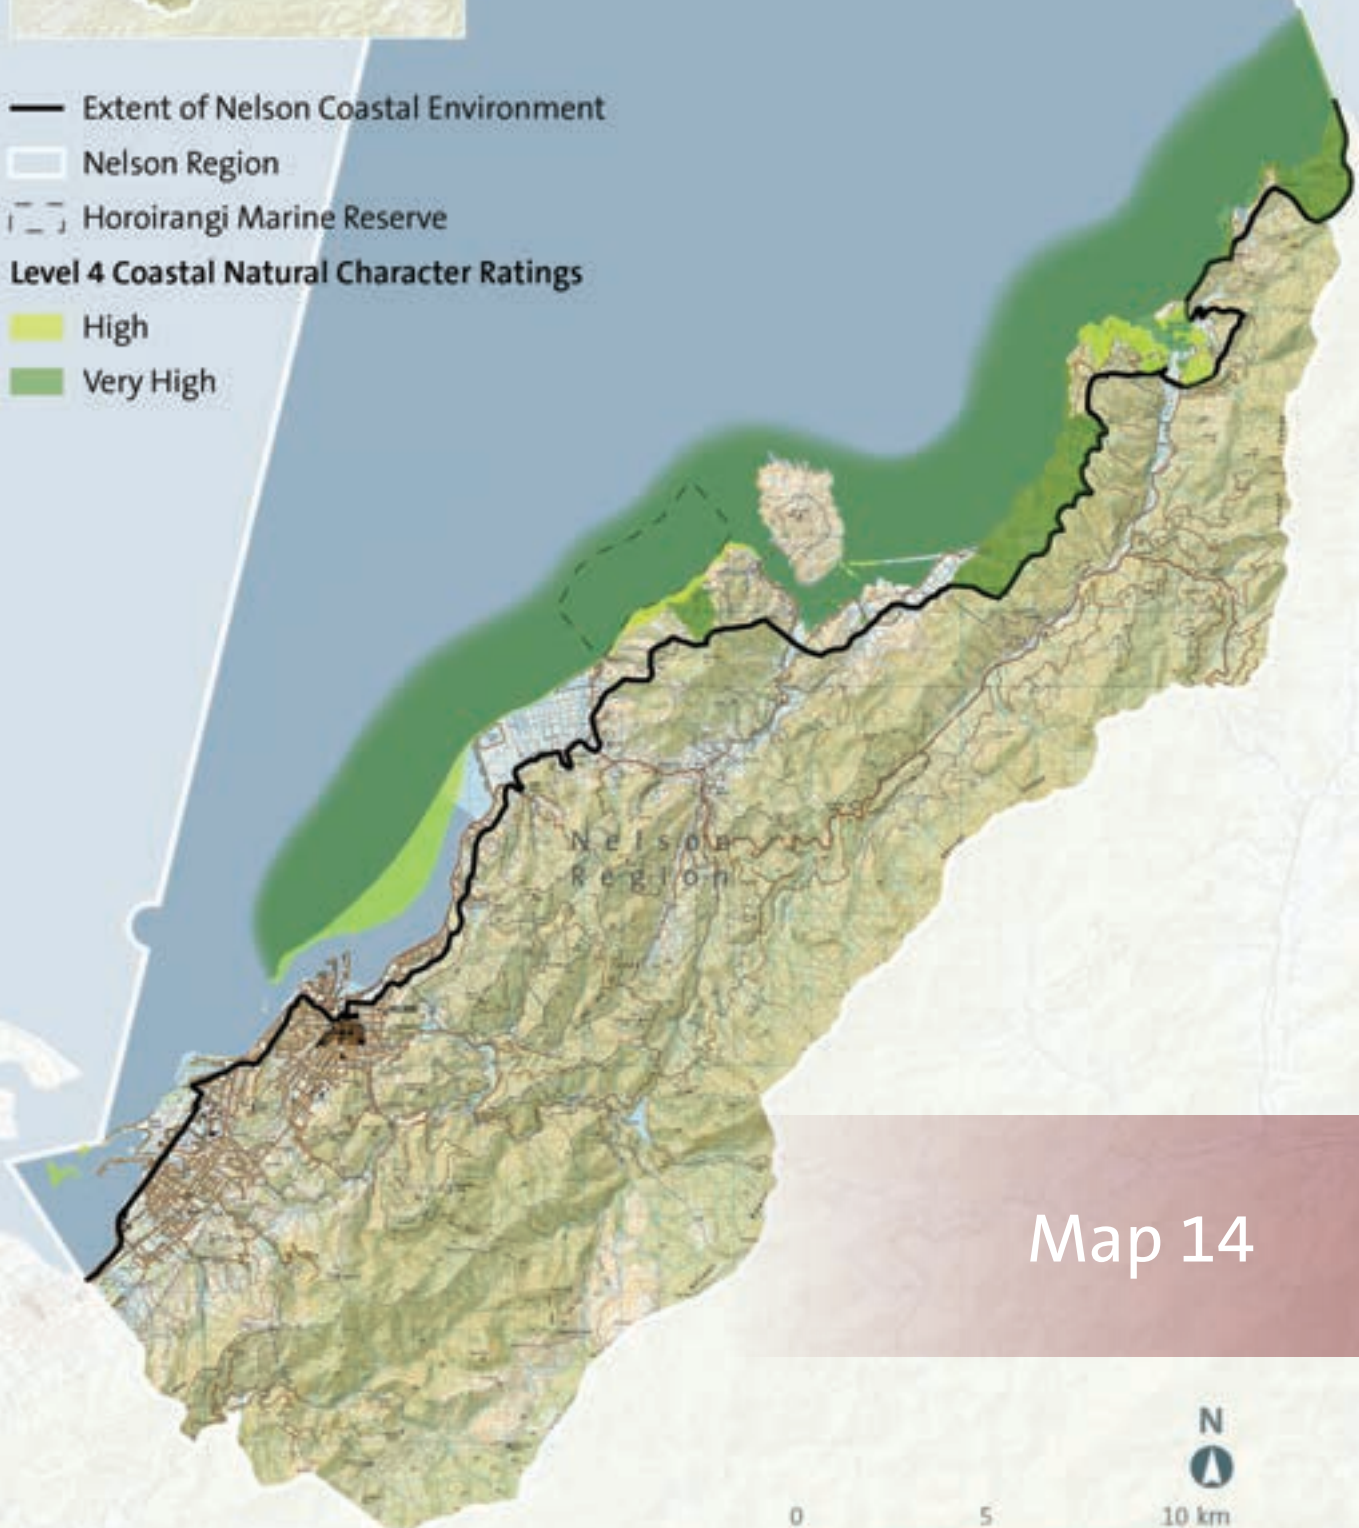 Extent of Nelson Coastal Environment
Nelson Region
Horoirangi Marine Reserve
Level 4 Coastal Natural Character Ratings
High
Very High
Nelson
Region
Map 14
N
0 5 10 km